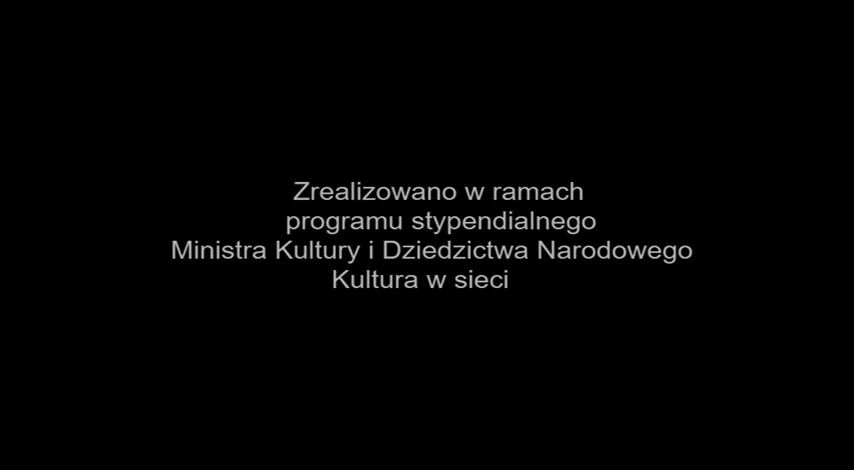 Zrealizowano w ramach
programu stypendialnego
Ministra Kultury i Dziedzictwa Narodowego
Kultura w sieci